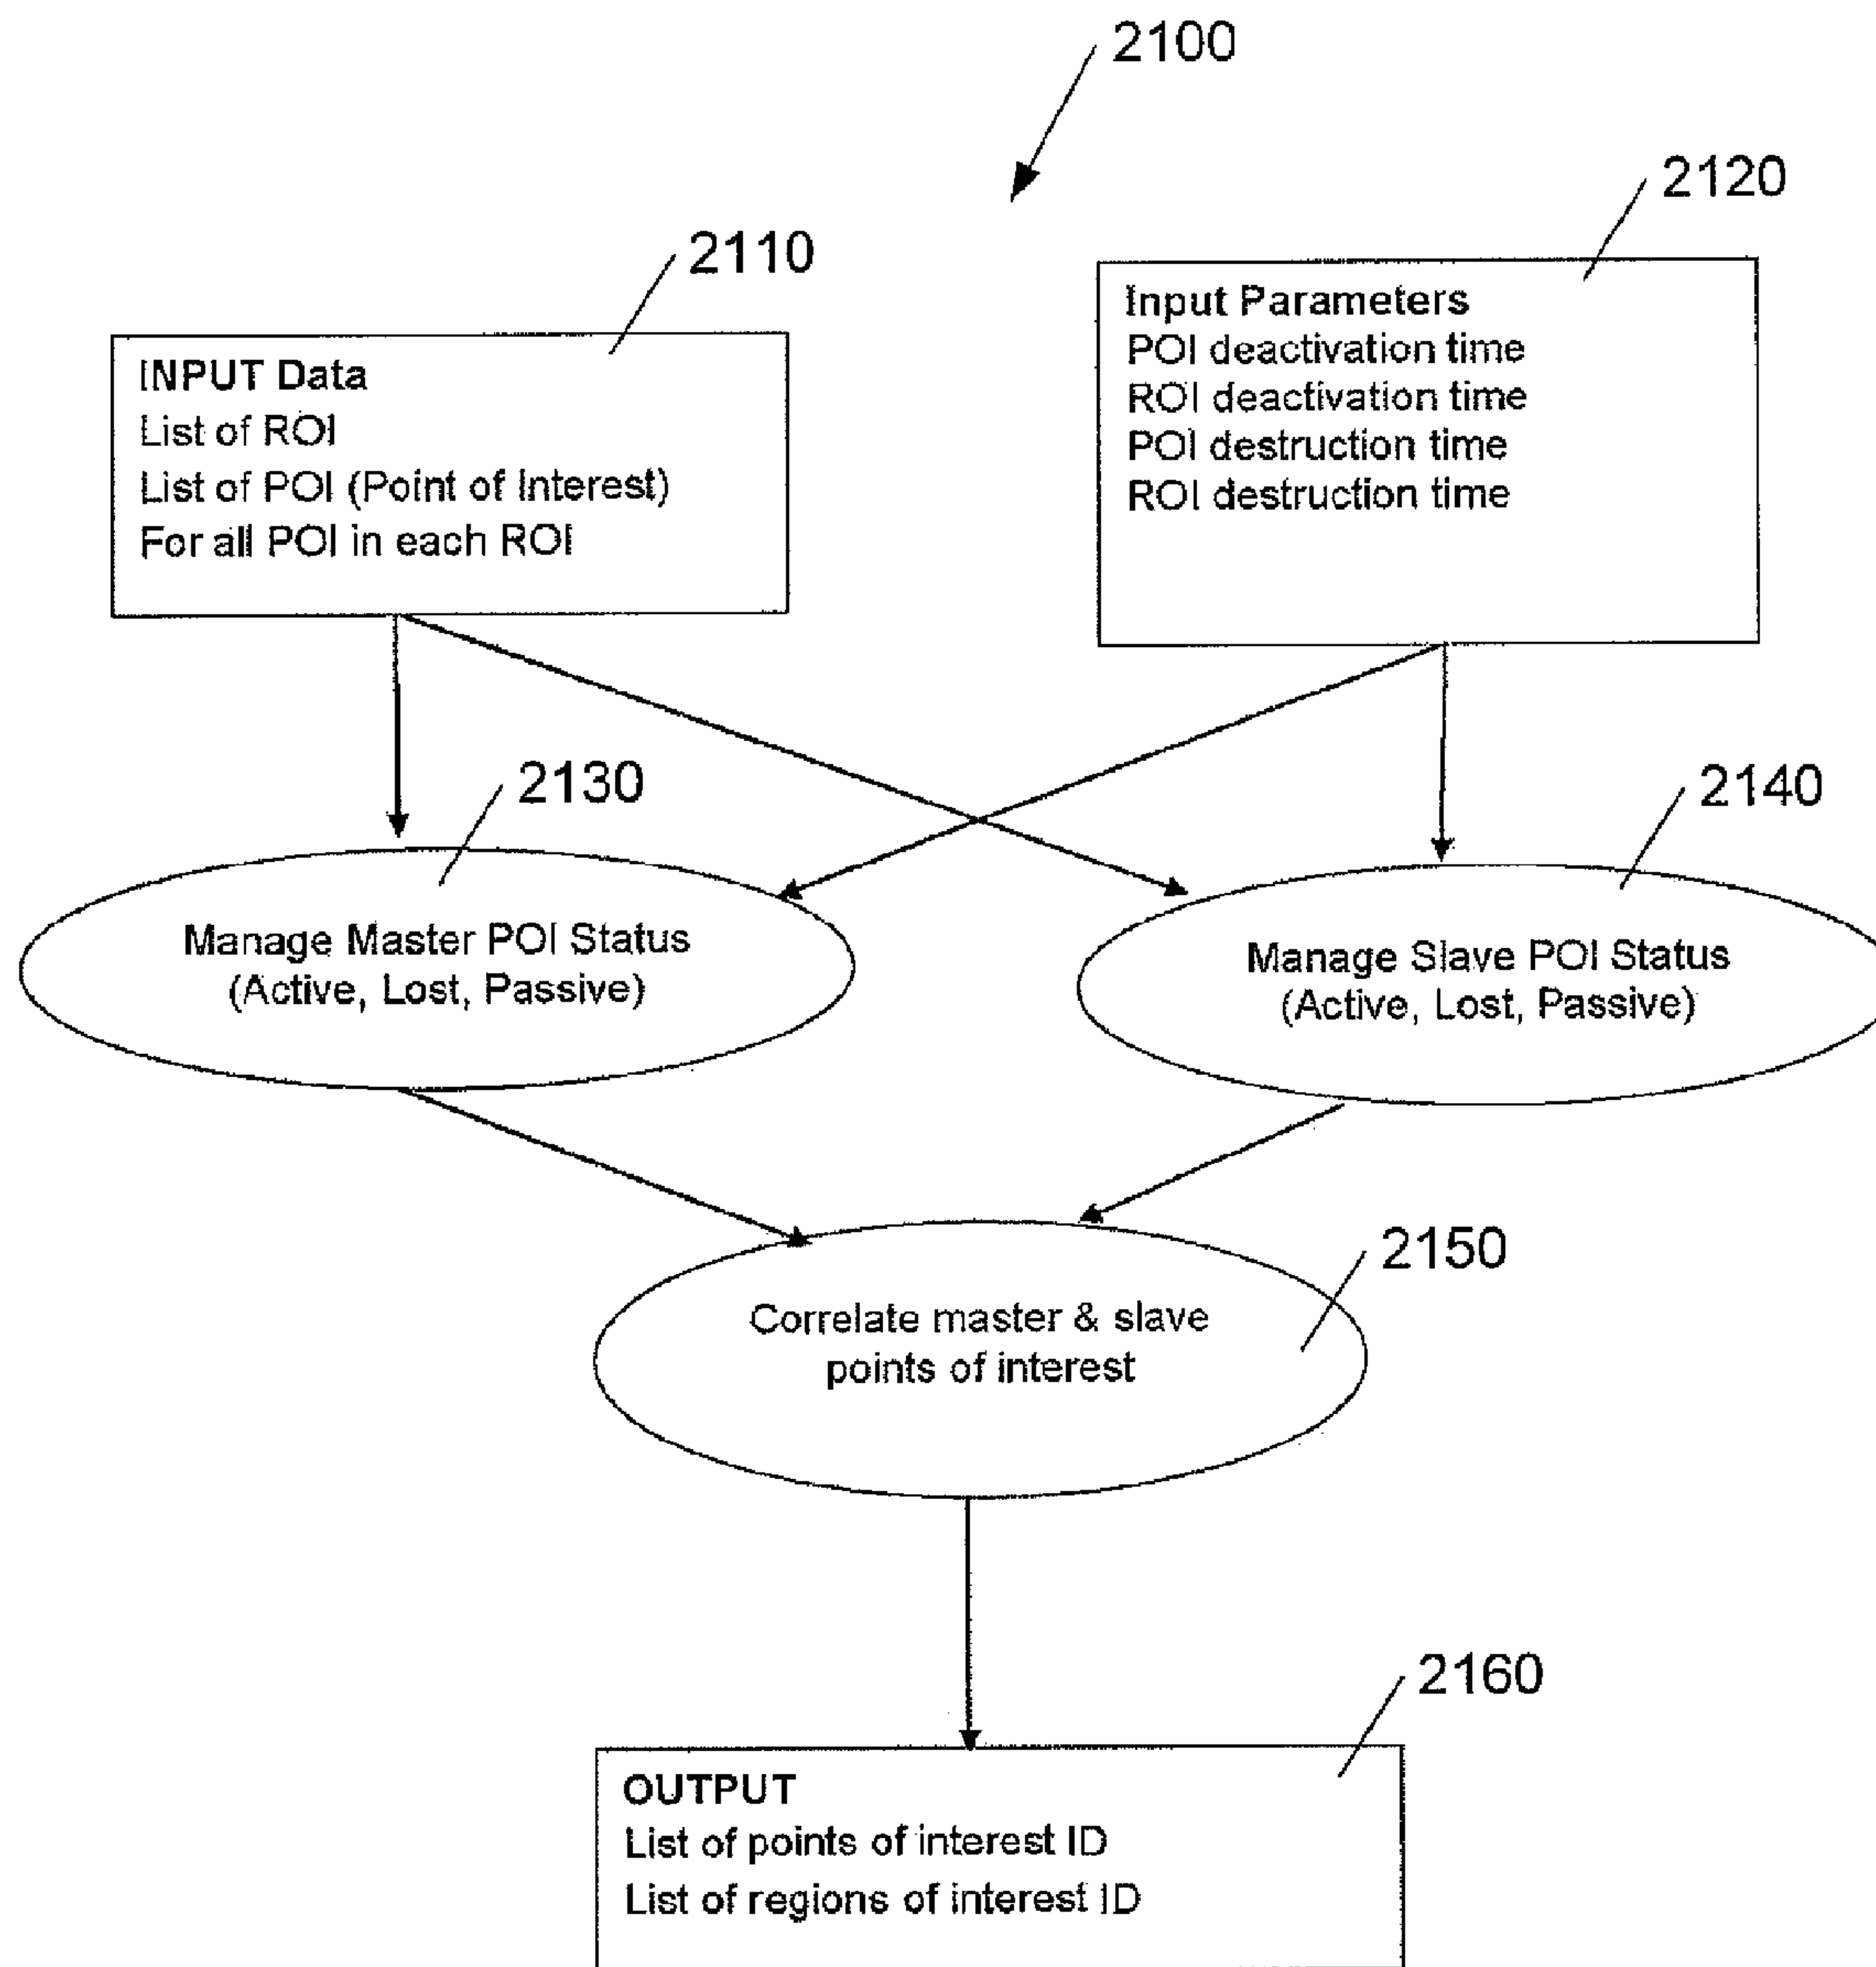 2100
2120
2110
Input Parameters
POI deactivation time
ROI deactivation time
POI destruction time
ROI destruction time
INPUT Data
List of ROI
List of POI (Point of Interest)
For all POI in each ROI
2130
2140
Manage Master POI Status
(Active, Lost, Passive)
Manage Slave POI Status
(Active, Lost, Passive)
2150
Correlate master & slave
points of interest
2160
OUTPUT
List of points of interest ID
List of regions of interest ID